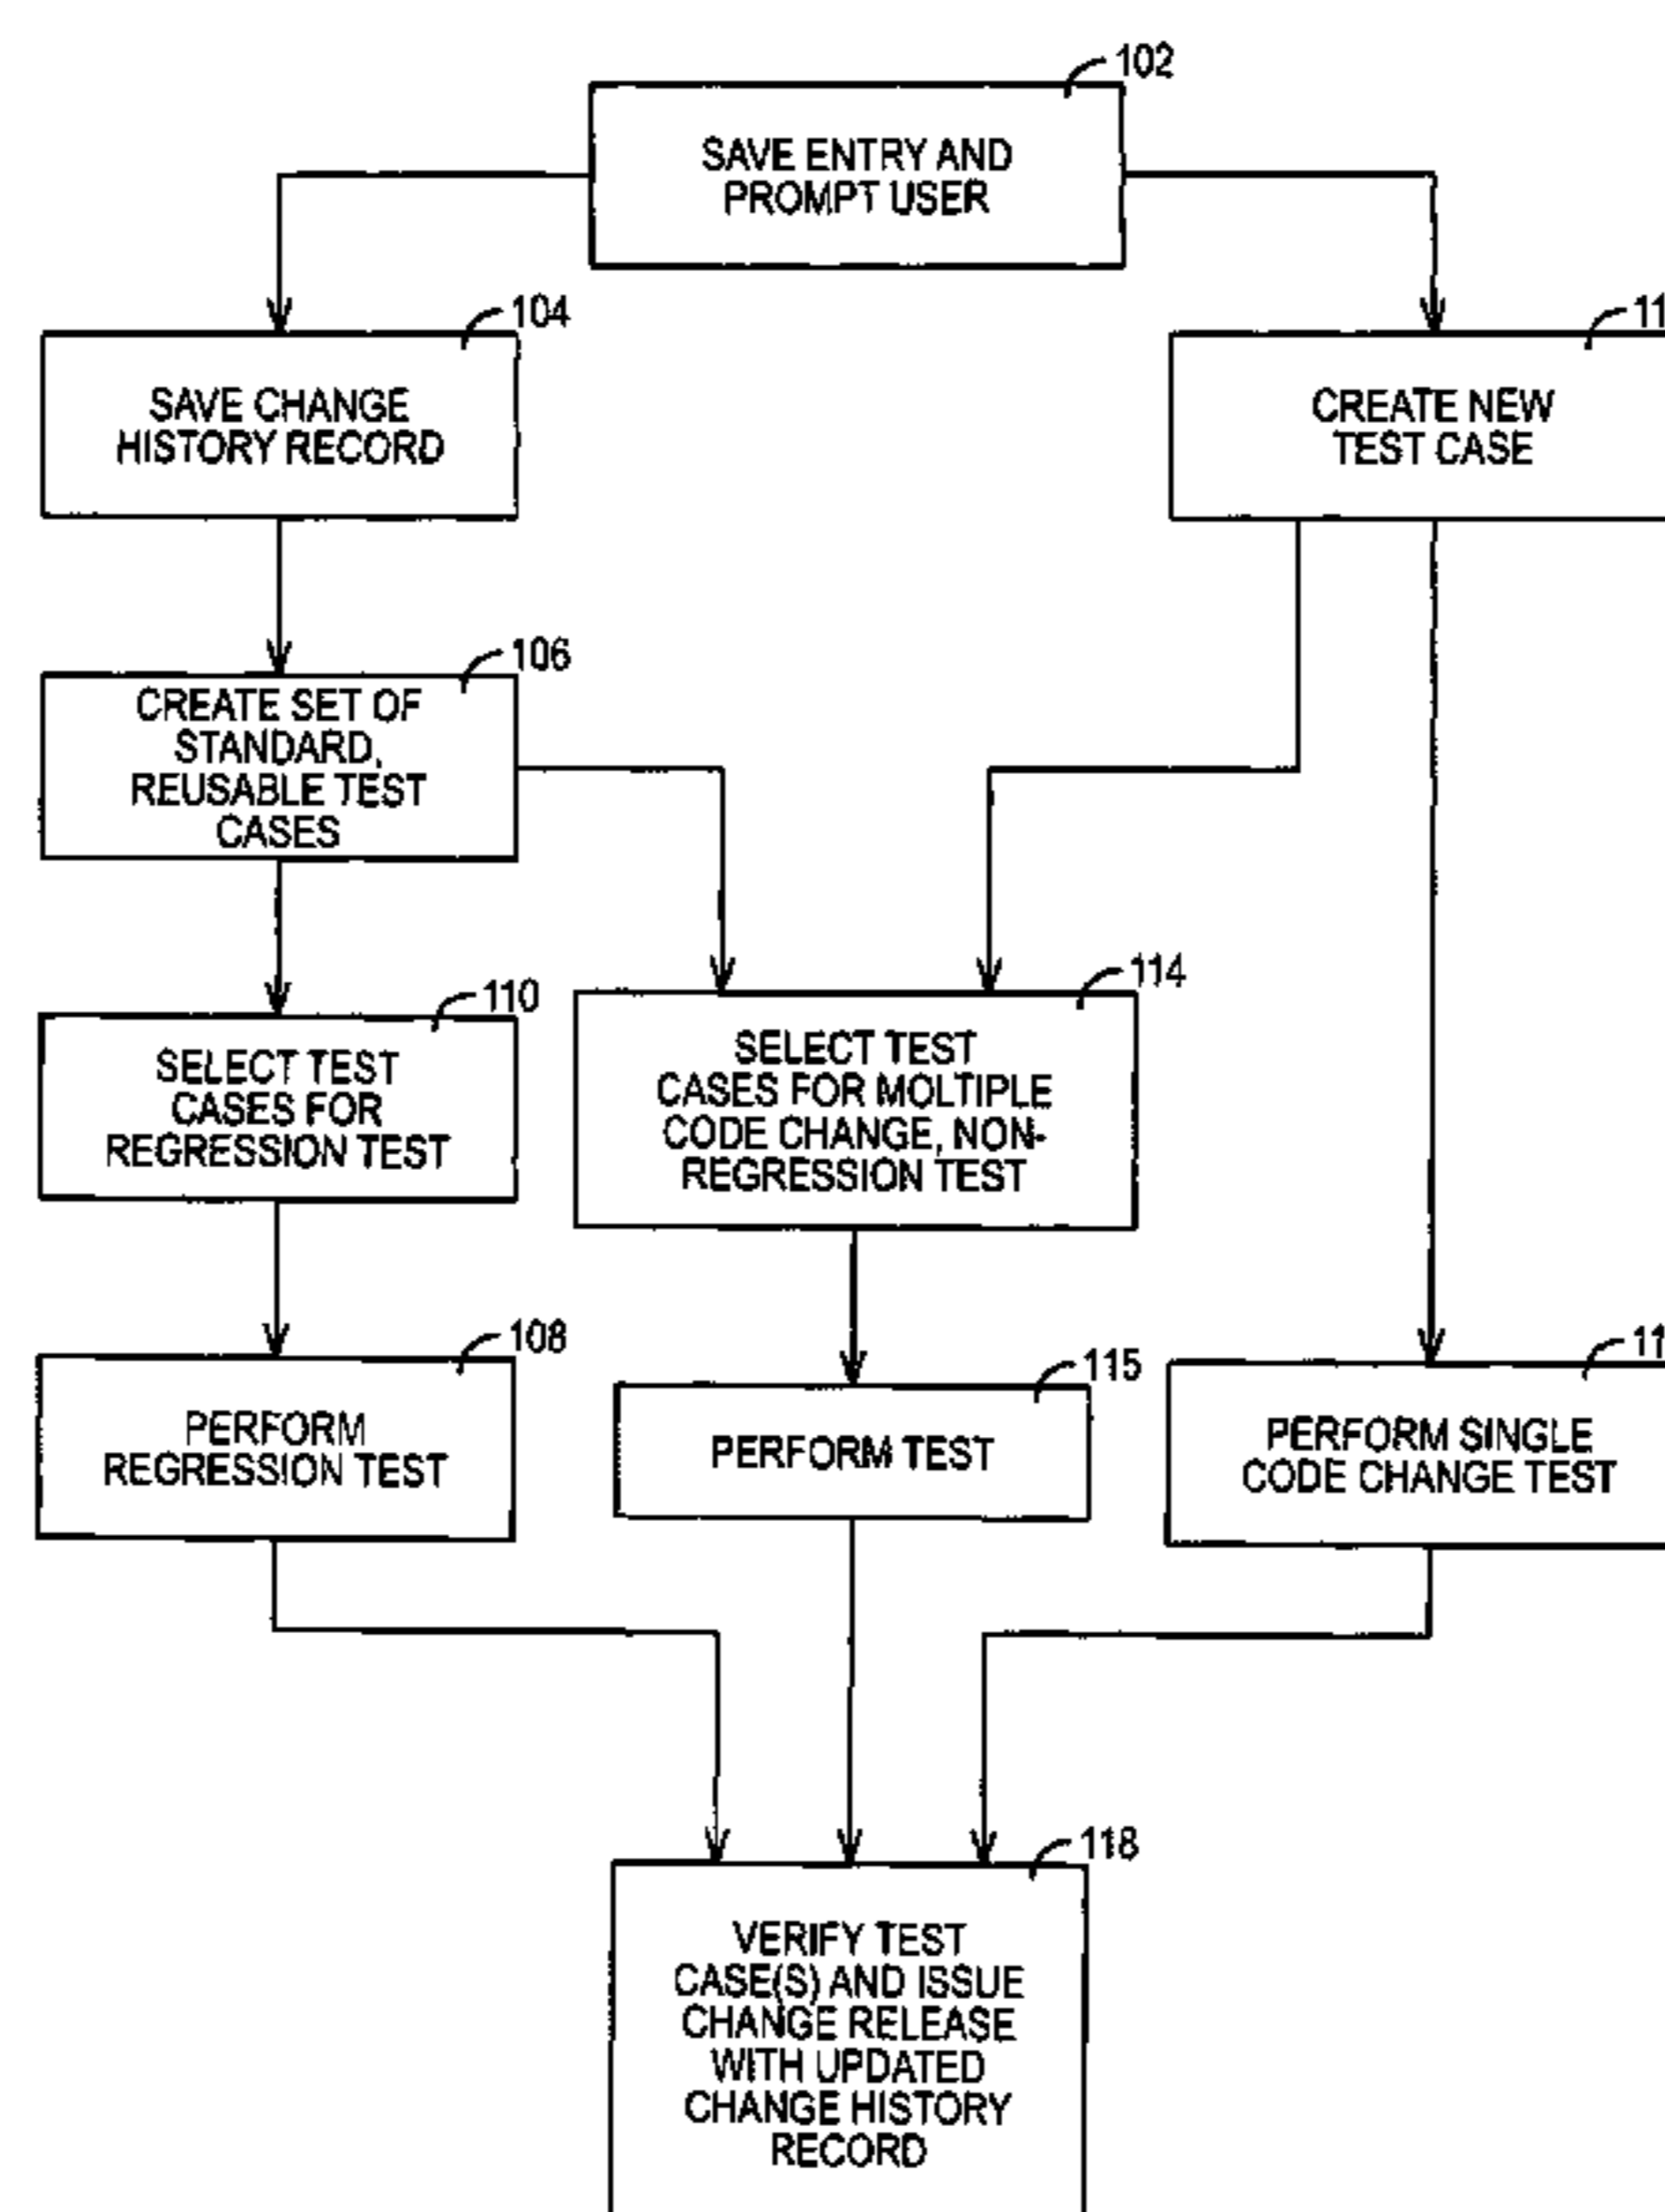 102
SAVE ENTRY AND
PROMPT USER
104
SAVE CHANGE
HISTORY RECORD
11
CREATE NEW
TEST CASE
106
CREATE SET OF
STANDARD,
REUSABLE TEST
CASES
110
SELECT TEST
CASES FOR
REGRESSION TEST
114
SELECT TEST
CASES FOR MOLTIPLE
CODE CHANGE, NON-
REGRESSION TEST
108
PERFORM
REGRESSION TEST
115
PERFORM TEST
11
PERFORM SINGLE
CODE CHANGE TEST
118
VERIFY TEST
CASE(S) AND ISSUE
CHANGE RELEASE
WITH UPDATED
CHANGE HISTORY
RECORD